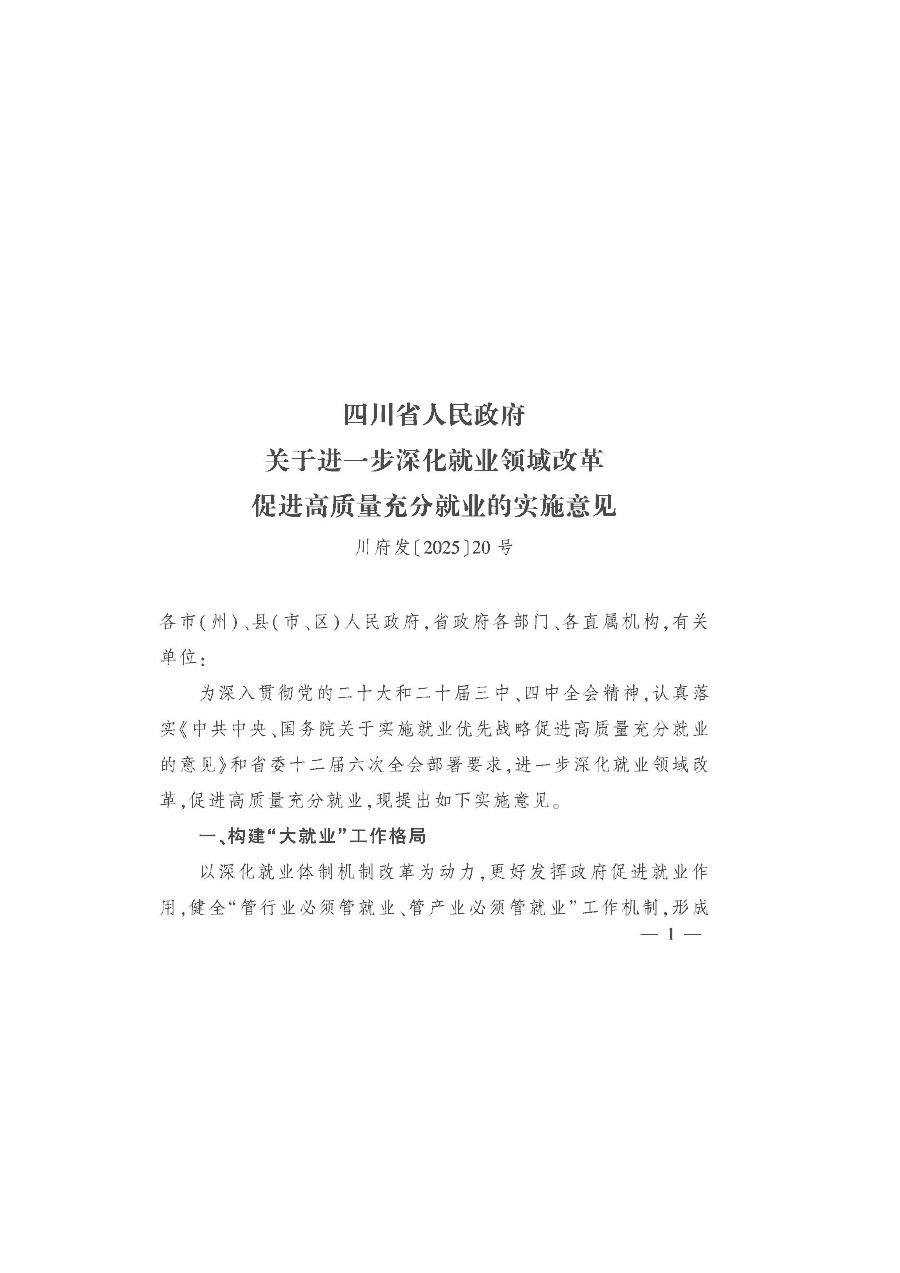 四川省人民政府
关于进一步深化就业领域改革
促进高质量充分就业的实施意见
川府发〔2025〕20 号
各市(州)、县(市、区)人民政府,省政府各部门、各直属机构,有关
单位:
为深入贯彻党的二十大和二十届三中、四中全会精神,认真落
实《中共中央、国务院关于实施就业优先战略促进高质量充分就业
的意见》和省委十二届六次全会部署要求,进一步深化就业领域改
革,促进高质量充分就业,现提出如下实施意见。
一、构建“大就业”工作格局
以深化就业体制机制改革为动力,更好发挥政府促进就业作
用,健全“管行业必须管就业、管产业必须管就业”工作机制,形成
— 1 —